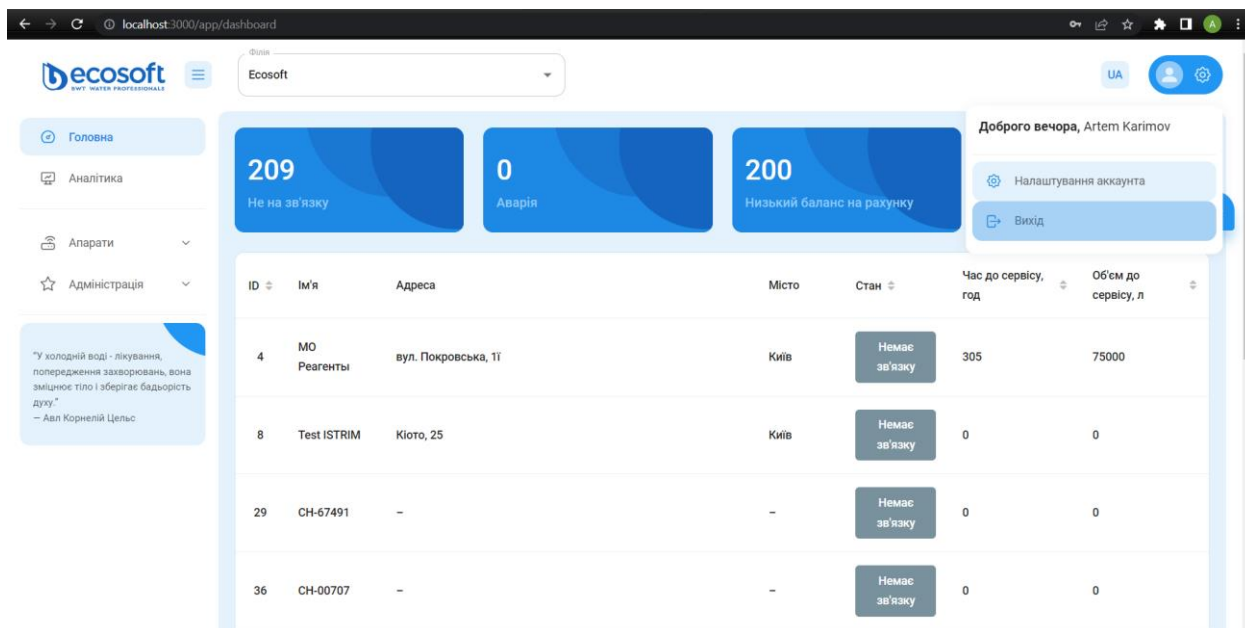 localhost:3000/app/dashboard
A
ecosoft
BWT WATER PROFESSIONALS
Філія
Ecosoft
UA
Доброго вечора, Artem Karimov
Налаштування аккаунта
Вихід
Головна
Аналітика
Апарати
Адміністрація
"У холодній воді - лікування,
попередження захворювань, вона
зміцнює тіло і зберігає бадьорість
духу."
— Авл Корнелій Цельс
209
Не на зв'язку
0
Аварія
200
Низький баланс на рахунку
ID Ім'я Адреса Місто Стан Час до сервісу, год Об'єм до сервісу, л
4 МО Реагенты вул. Покровська, 1ї Київ Немає зв'язку 305 75000
8 Test ISTRIM Кіото, 25 Київ Немає зв'язку 0 0
29 CH-67491 – – Немає зв'язку 0 0
36 CH-00707 – – Немає зв'язку 0 0